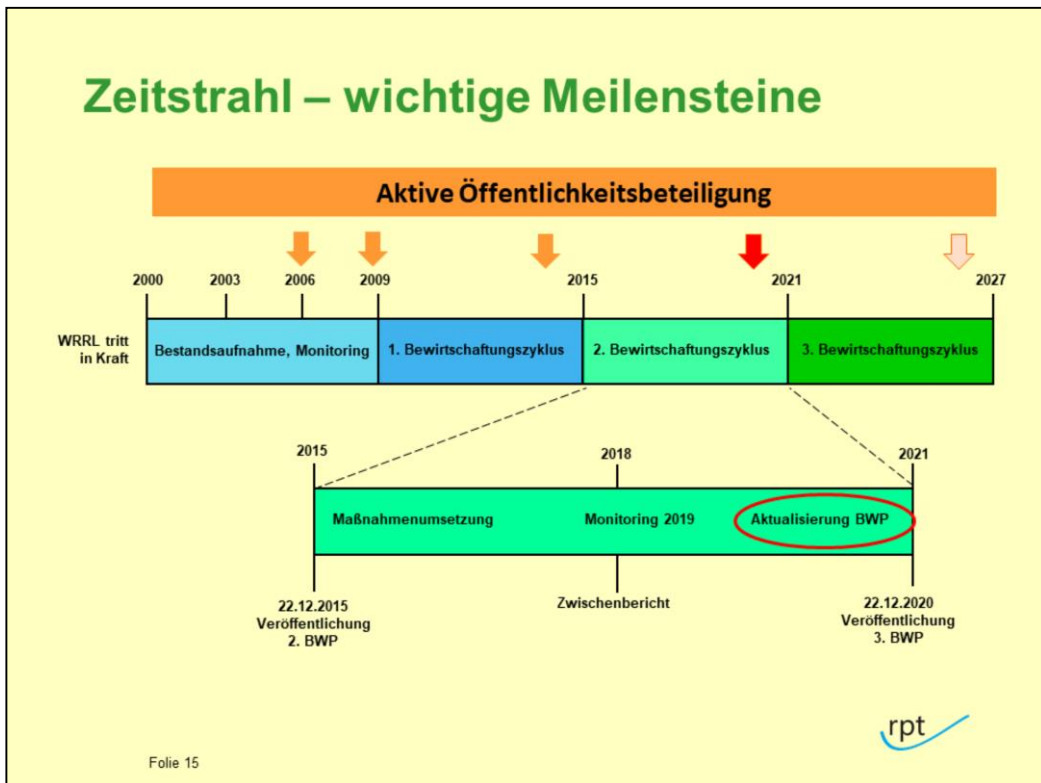 Zeitstrahl – wichtige Meilensteine
Aktive Öffentlichkeitsbeteiligung
2000
2003
2006
2009
2015
2021
2027
WRRL tritt
in Kraft
Bestandsaufnahme, Monitoring
1. Bewirtschaftungszyklus
2. Bewirtschaftungszyklus
3. Bewirtschaftungszyklus
2015
2018
2021
Maßnahmenumsetzung
Monitoring 2019
Aktualisierung BWP
22.12.2015
Veröffentlichung
2. BWP
Zwischenbericht
22.12.2020
Veröffentlichung
3. BWP
rpt
Folie 15